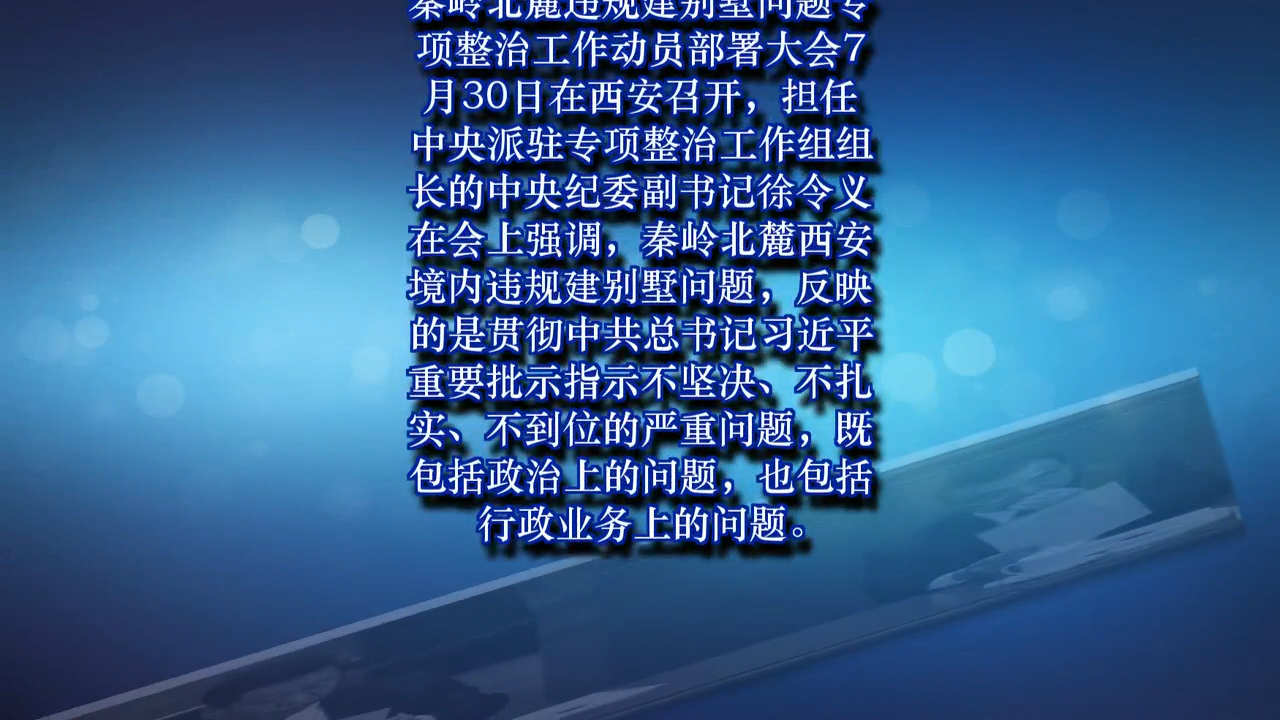 秦岭北麓违规建别墅问题专
项整治工作动员部署大会7
月30日在西安召开，担任
中央派驻专项整治工作组组
长的中央纪委副书记徐令义
在会上强调，秦岭北麓西安
境内违规建别墅问题，反映
的是贯彻中共总书记习近平
重要批示指示不坚决、不扎
实、不到位的严重问题，既
包括政治上的问题，也包括
行政业务上的问题。